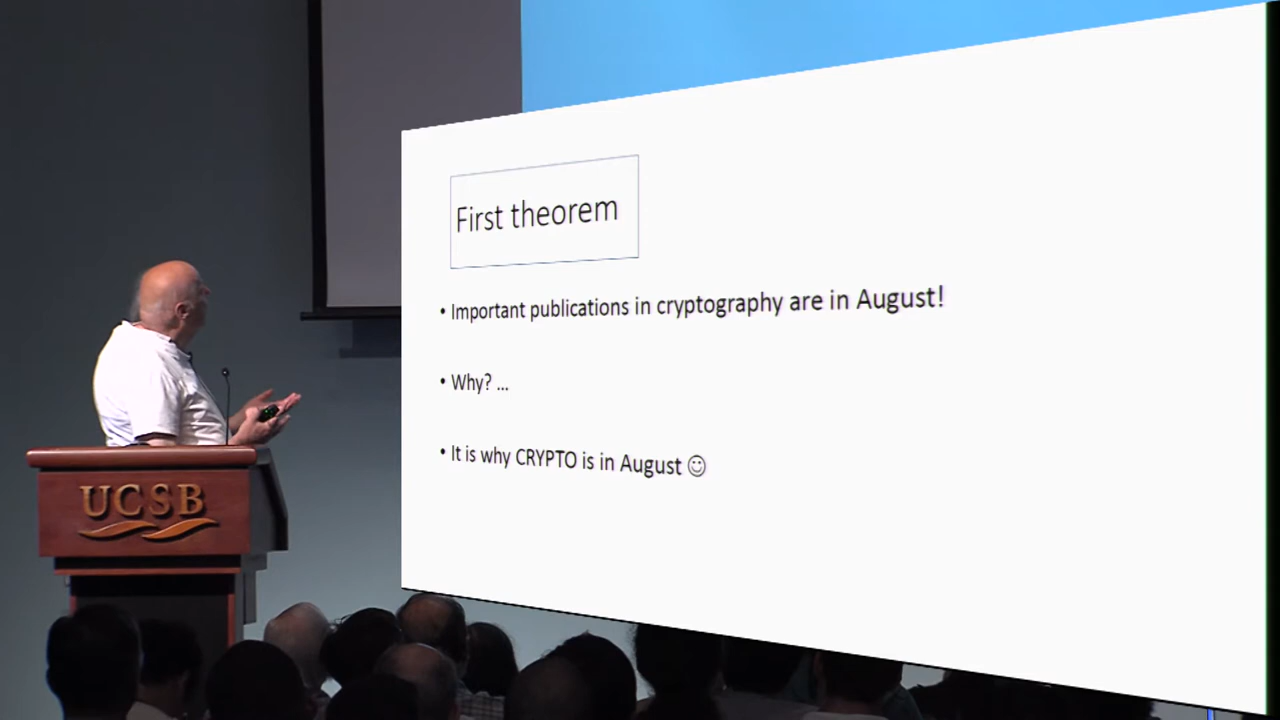 First theorem
• Important publications in cryptography are in August!
• Why? ...
• It is why CRYPTO is in August ☺
UCSB